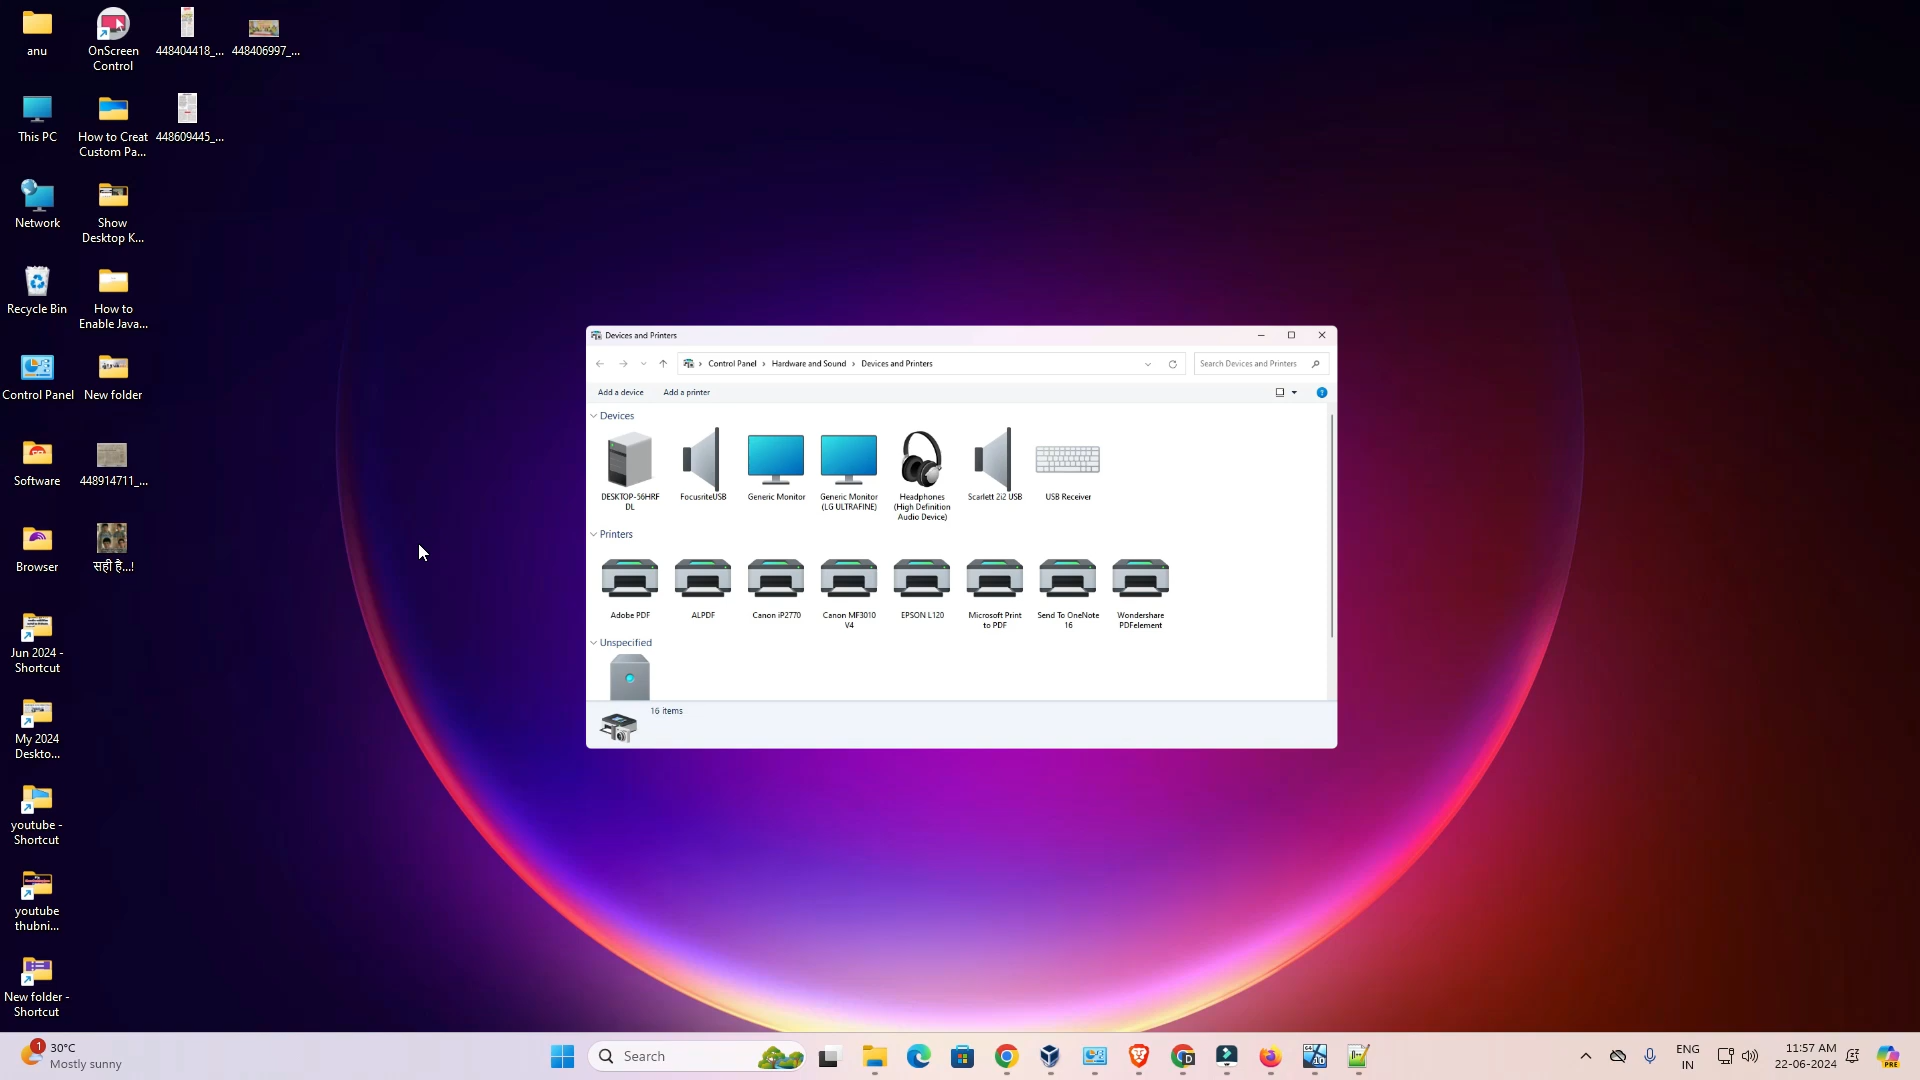 anu
OnScreen
Control
448404418_...
448406997_...
This PC
How to Creat
Custom Pa...
448609445_...
Network
Show
Desktop K...
Recycle Bin
How to
Enable Java...
Control Panel
New folder
Software
448914711_...
Browser
सही है...!
Jun 2024 -
Shortcut
My 2024
Deskto...
youtube -
Shortcut
youtube
thubni...
New folder -
Shortcut
Devices and Printers
Control Panel > Hardware and Sound > Devices and Printers
Search Devices and Printers
Add a device
Add a printer
?
Devices
DESKTOP-56HRF
DL
FocusriteUSB
Generic Monitor
Generic Monitor
(LG ULTRAFINE)
Headphones
(High Definition
Audio Device)
Scarlett 2i2 USB
USB Receiver
Printers
Adobe PDF
ALPDF
Canon iP2770
Canon MF3010
V4
EPSON L120
Microsoft Print
to PDF
Send To OneNote
16
Wondershare
PDFelement
Unspecified
16 items
1
30°C
Mostly sunny
Search
D
64
10
ENG
IN
11:57 AM
22-06-2024
PRE